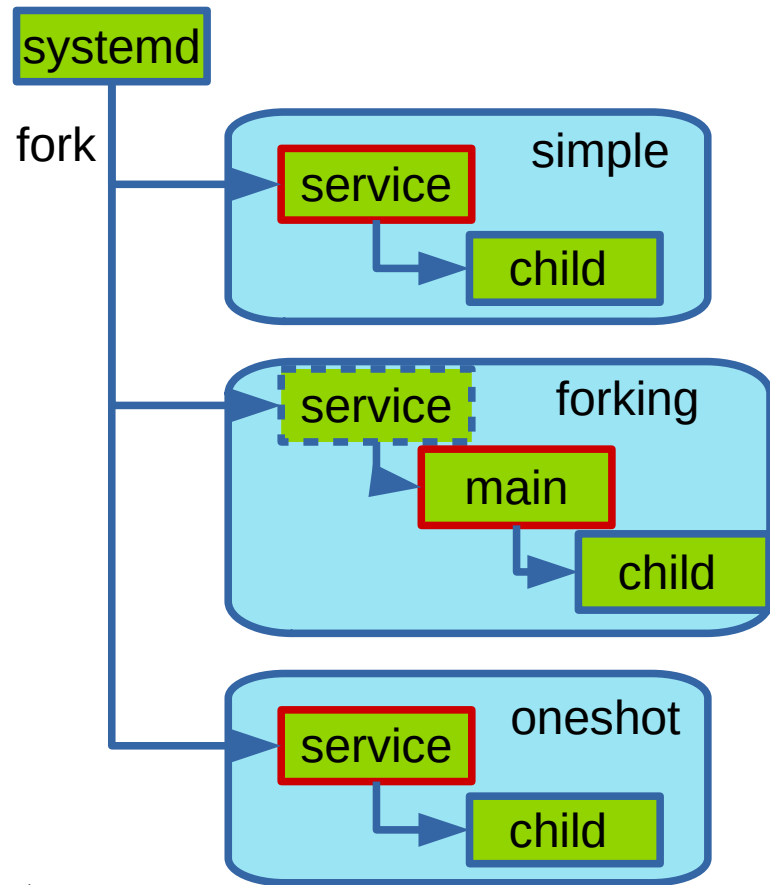 systemd
fork
simple
service
child
forking
service
main
child
oneshot
service
child